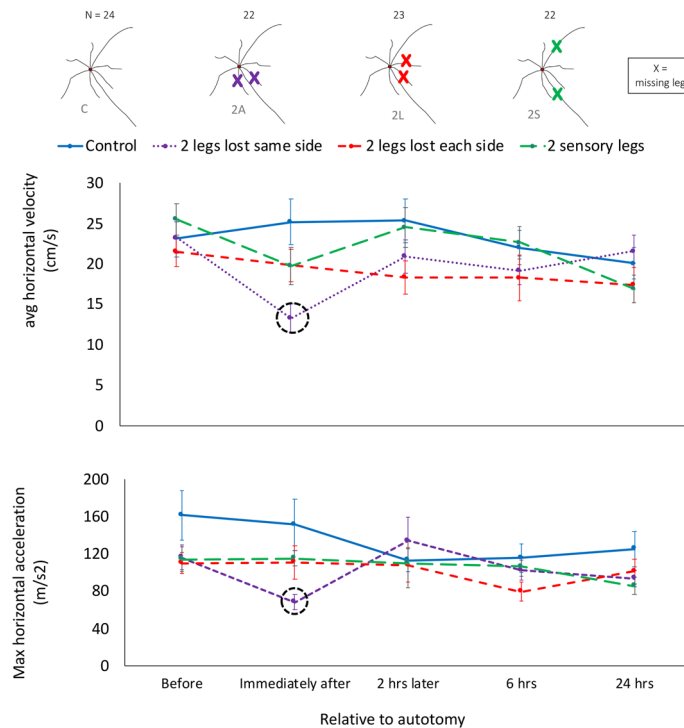 N = 24 22 23 22
C 2A 2L 2S
X =
missing leg
Control 2 legs lost same side 2 legs lost each side 2 sensory legs
avg horizontal velocity
(cm/s)
30
25
20
15
10
5
0
Max horizontal acceleration
(m/s2)
200
160
120
80
40
0
Before Immediately after 2 hrs later 6 hrs 24 hrs
Relative to autotomy